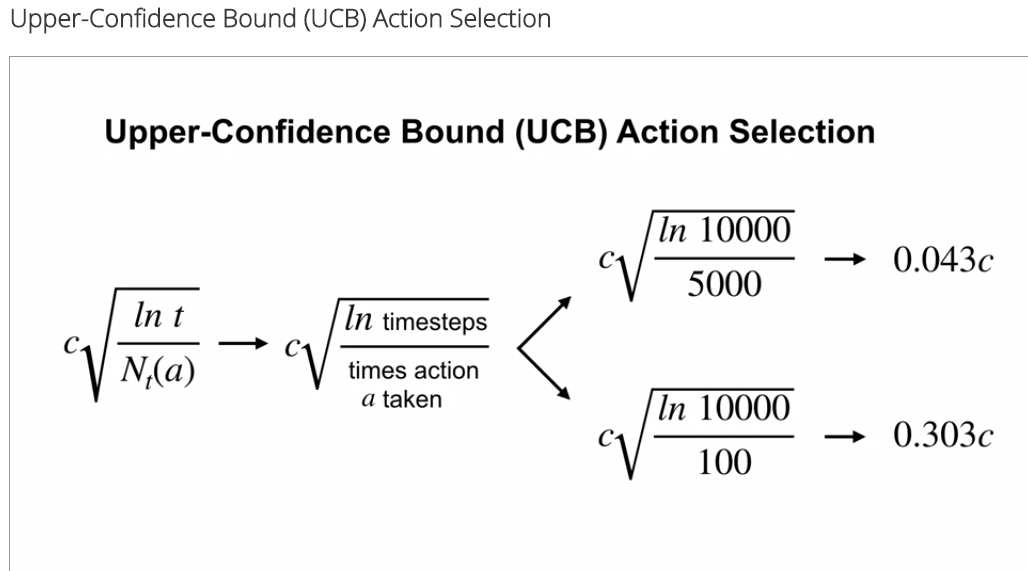 Upper-Confidence Bound (UCB) Action Selection
Upper-Confidence Bound (UCB) Action Selection
c√(ln t / Nₜ(a)) → c√(ln timesteps / times action a taken)
c√(ln 10000 / 5000) → 0.043c
c√(ln 10000 / 100) → 0.303c